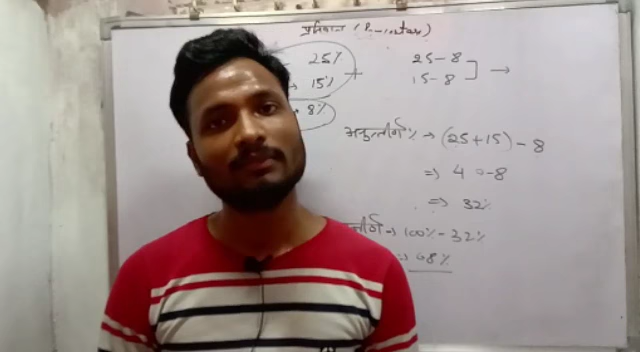 प्रतिशत (
25% 25-8
→ 15% + 15-8 ] →
8%
अनुत्तीर्ण % → (25+15) - 8
⇒ 40-8
⇒ 32%
→ 100% - 32%
⇒ 68%